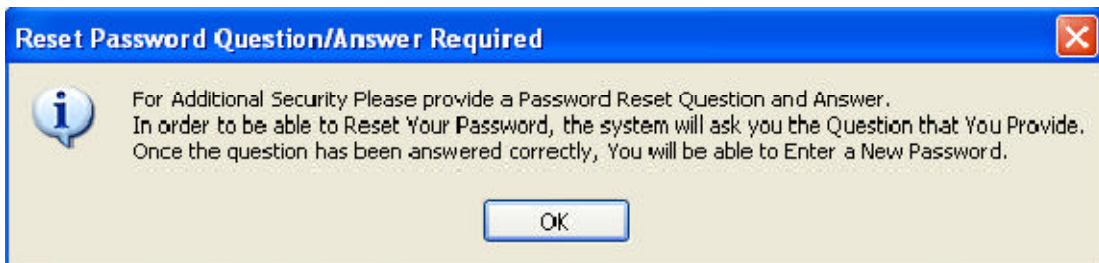 Reset Password Question/Answer Required
For Additional Security Please provide a Password Reset Question and Answer.
In order to be able to Reset Your Password, the system will ask you the Question that You Provide.
Once the question has been answered correctly, You will be able to Enter a New Password.
OK